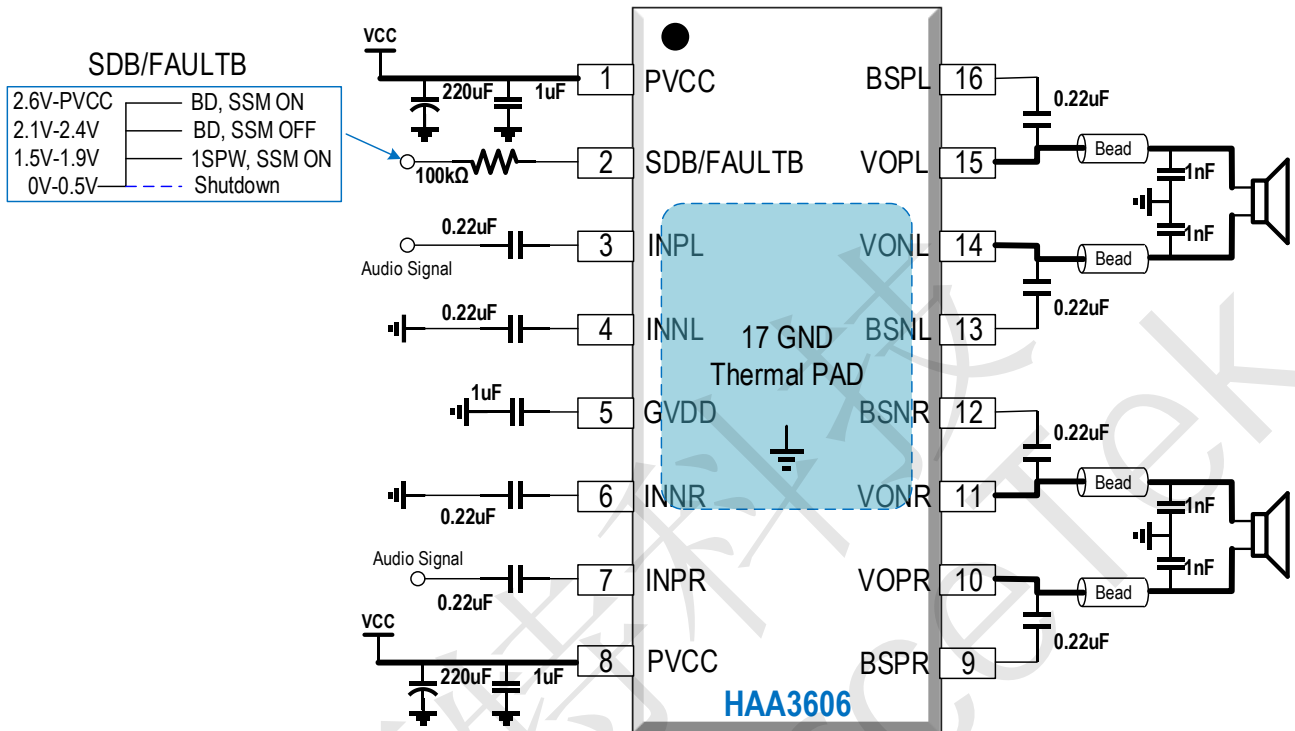 SDB/FAULTB
2.6V-PVCC BD, SSM ON
2.1V-2.4V BD, SSM OFF
1.5V-1.9V 1SPW, SSM ON
0V-0.5V Shutdown
VCC
220uF 1uF
100kΩ
0.22uF
Audio Signal
0.22uF
1uF
0.22uF
Audio Signal
0.22uF
VCC
220uF 1uF
1 PVCC
2 SDB/FAULTB
3 INPL
4 INNL
5 GVDD
6 INNR
7 INPR
8 PVCC
17 GND
Thermal PAD
HAA3606
BSPL 16
VOPL 15
VONL 14
BSNL 13
BSNR 12
VONR 11
VOPR 10
BSPR 9
0.22uF
Bead
1nF
1nF
Bead
0.22uF
0.22uF
Bead
1nF
1nF
Bead
0.22uF
特科技
ceTek